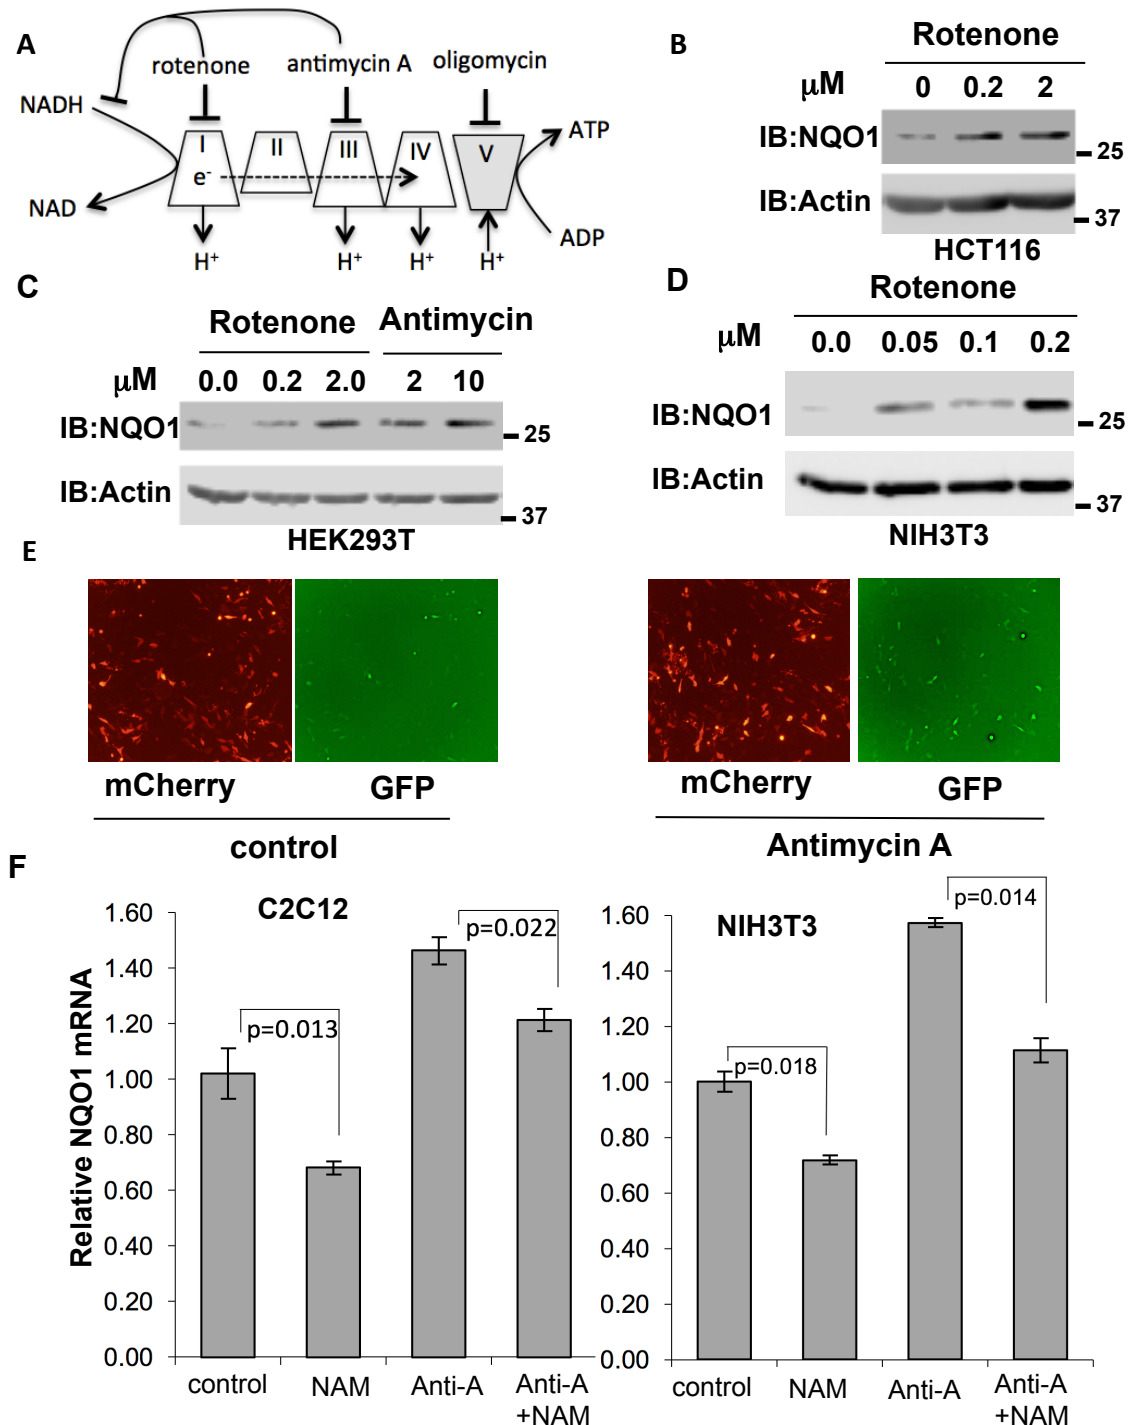 A
rotenone antimycin A oligomycin
NADH
ATP
I II III IV V
e-
NAD
ADP
H+ H+ H+ H+
B
Rotenone
μM 0 0.2 2
IB:NQO1
25
IB:Actin
37
HCT116
C
Rotenone Antimycin
μM 0.0 0.2 2.0 2 10
IB:NQO1
25
IB:Actin
37
HEK293T
D
Rotenone
μM 0.0 0.05 0.1 0.2
IB:NQO1
25
IB:Actin
37
NIH3T3
E
mCherry GFP
control
mCherry GFP
Antimycin A
F
C2C12
Relative NQO1 mRNA
1.60
1.40
1.20
1.00
0.80
0.60
0.40
0.20
0.00
p=0.013
p=0.022
control NAM Anti-A Anti-A
+NAM
NIH3T3
1.60
1.40
1.20
1.00
0.80
0.60
0.40
0.20
0.00
p=0.018
p=0.014
control NAM Anti-A Anti-A
+NAM